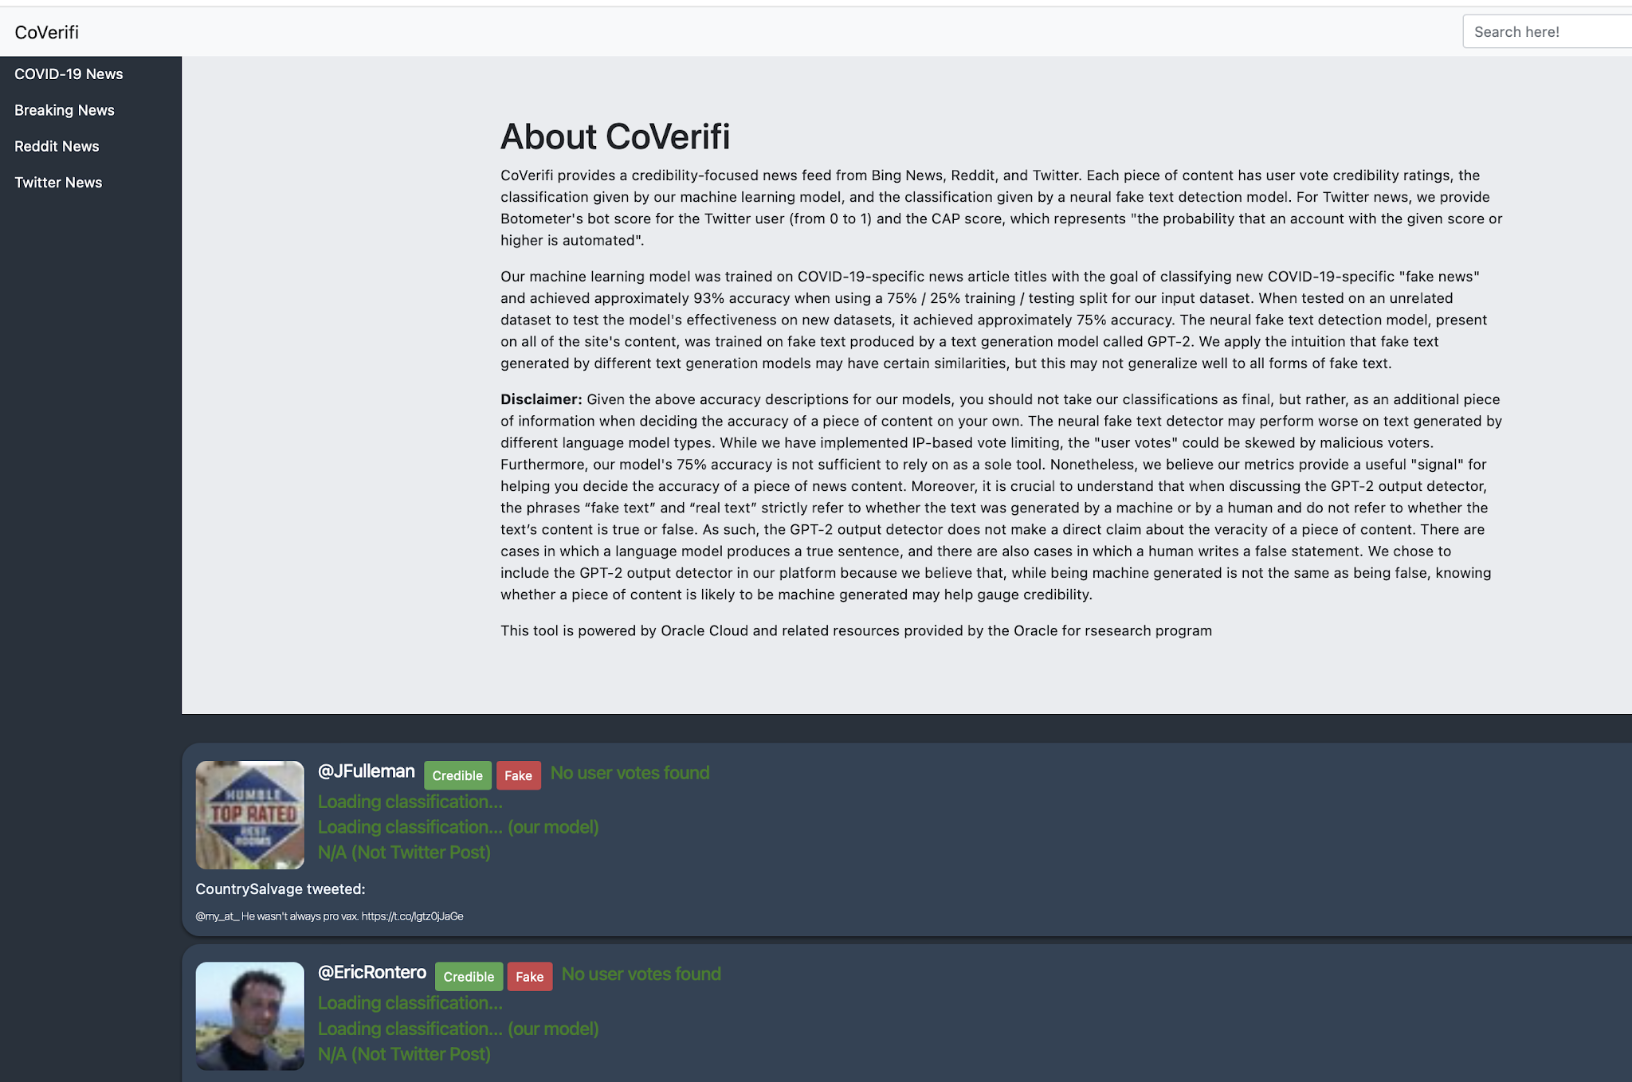 CoVerifi
Search here!
COVID-19 News
Breaking News
Reddit News
Twitter News
About CoVerifi
CoVerifi provides a credibility-focused news feed from Bing News, Reddit, and Twitter. Each piece of content has user vote credibility ratings, the
classification given by our machine learning model, and the classification given by a neural fake text detection model. For Twitter news, we provide
Botometer's bot score for the Twitter user (from 0 to 1) and the CAP score, which represents "the probability that an account with the given score or
higher is automated".
Our machine learning model was trained on COVID-19-specific news article titles with the goal of classifying new COVID-19-specific "fake news"
and achieved approximately 93% accuracy when using a 75% / 25% training / testing split for our input dataset. When tested on an unrelated
dataset to test the model's effectiveness on new datasets, it achieved approximately 75% accuracy. The neural fake text detection model, present
on all of the site's content, was trained on fake text produced by a text generation model called GPT-2. We apply the intuition that fake text
generated by different text generation models may have certain similarities, but this may not generalize well to all forms of fake text.
Disclaimer: Given the above accuracy descriptions for our models, you should not take our classifications as final, but rather, as an additional piece
of information when deciding the accuracy of a piece of content on your own. The neural fake text detector may perform worse on text generated by
different language model types. While we have implemented IP-based vote limiting, the "user votes" could be skewed by malicious voters.
Furthermore, our model's 75% accuracy is not sufficient to rely on as a sole tool. Nonetheless, we believe our metrics provide a useful "signal" for
helping you decide the accuracy of a piece of news content. Moreover, it is crucial to understand that when discussing the GPT-2 output detector,
the phrases “fake text” and “real text” strictly refer to whether the text was generated by a machine or by a human and do not refer to whether the
text’s content is true or false. As such, the GPT-2 output detector does not make a direct claim about the veracity of a piece of content. There are
cases in which a language model produces a true sentence, and there are also cases in which a human writes a false statement. We chose to
include the GPT-2 output detector in our platform because we believe that, while being machine generated is not the same as being false, knowing
whether a piece of content is likely to be machine generated may help gauge credibility.
This tool is powered by Oracle Cloud and related resources provided by the Oracle for rsesearch program
HUMBLE
TOP RATED
REST
ROOMS
@JFulleman Credible Fake No user votes found
Loading classification...
Loading classification... (our model)
N/A (Not Twitter Post)
CountrySalvage tweeted:
@my_at_ He wasn't always pro vax. https://t.co/lgtz0jJaGe
@EricRontero Credible Fake No user votes found
Loading classification...
Loading classification... (our model)
N/A (Not Twitter Post)